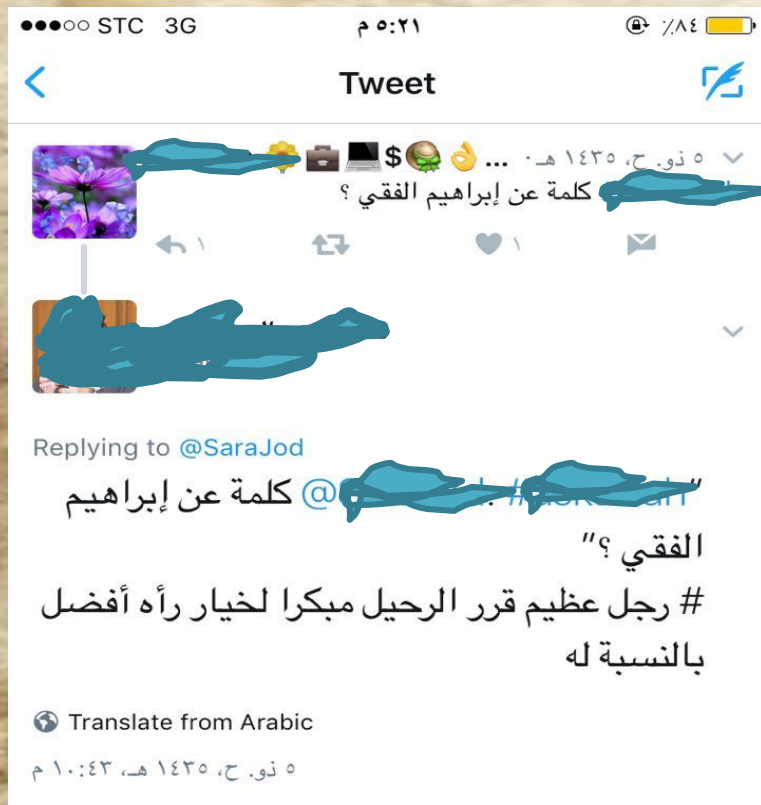 STC 3G ٥:٢١ م ٪٨٤
Tweet
... $ ٥ ذو. ح، ١٤٣٥ هـ
كلمة عن إبراهيم الفقي ؟
١ ١
Replying to @SaraJod
" # @ كلمة عن إبراهيم
الفقي ؟"
# رجل عظيم قرر الرحيل مبكرا لخيار رأه أفضل
بالنسبة له
Translate from Arabic
٥ ذو. ح، ١٤٣٥ هـ، ١٠:٤٣ م